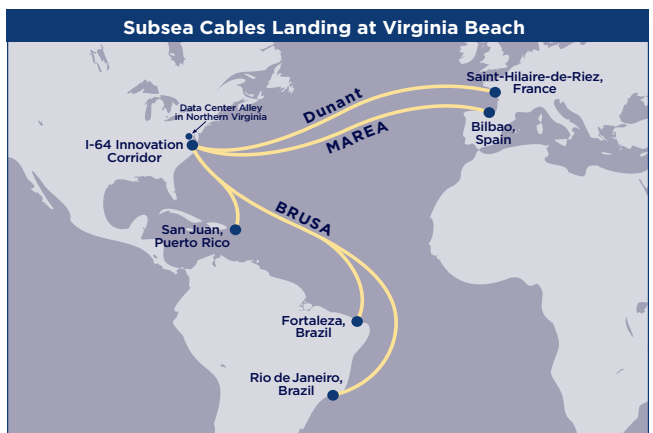 Subsea Cables Landing at Virginia Beach
Saint-Hilaire-de-Riez,
France
Dunant
Data Center Alley
in Northern Virginia
MAREA
Bilbao,
Spain
I-64 Innovation
Corridor
BRUSA
San Juan,
Puerto Rico
Fortaleza,
Brazil
Rio de Janeiro,
Brazil